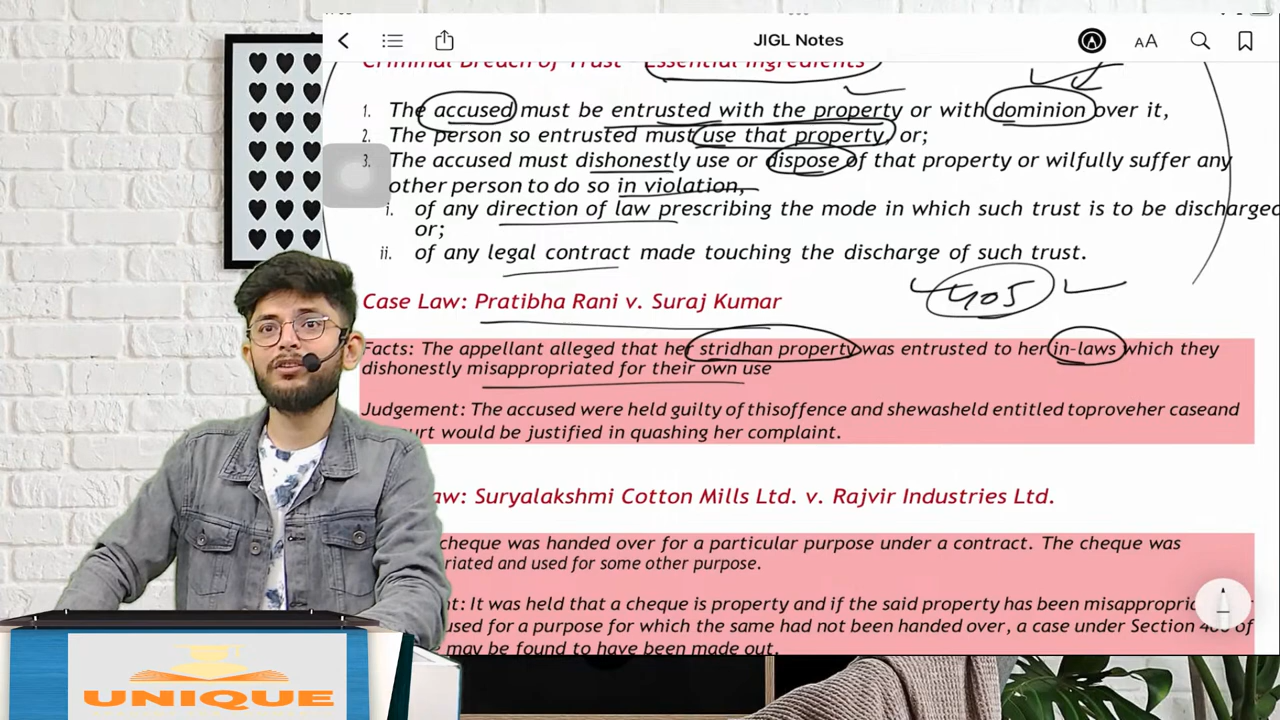 JIGL Notes
AA
Criminal Breach of Trust Essential Ingredients
1. The accused must be entrusted with the property or with dominion over it,
2. The person so entrusted must use that property, or;
3. The accused must dishonestly use or dispose of that property or wilfully suffer any
other person to do so in violation,
i. of any direction of law prescribing the mode in which such trust is to be discharged
or;
ii. of any legal contract made touching the discharge of such trust.
405
Case Law: Pratibha Rani v. Suraj Kumar
Facts: The appellant alleged that her stridhan property was entrusted to her in-laws which they
dishonestly misappropriated for their own use
Judgement: The accused were held guilty of thisoffence and shewasheld entitled toproveher caseand
urt would be justified in quashing her complaint.
aw: Suryalakshmi Cotton Mills Ltd. v. Rajvir Industries Ltd.
cheque was handed over for a particular purpose under a contract. The cheque was
riated and used for some other purpose.
nt: It was held that a cheque is property and if the said property has been misappropria
used for a purpose for which the same had not been handed over, a case under Section of
may be found to have been made out.
UNIQUE